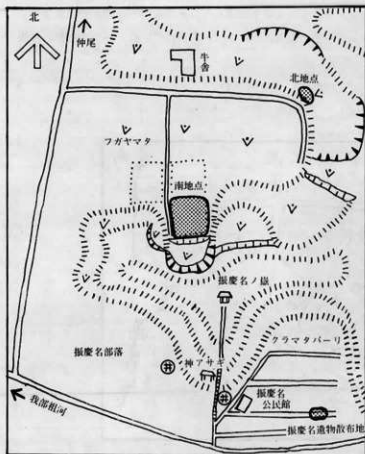 北
仲尾
牛舎
北地点
フガヤマタ
南地点
振慶名ノ嶽
クラマタバーリ
振慶名部落
井
神アサギ
井
振慶名
公民館
我部祖河
振慶名遺物散布地